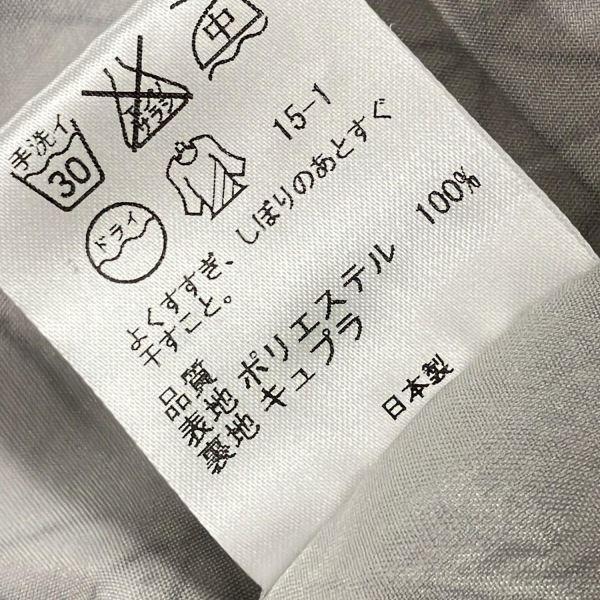 手洗イ
30
エンソ
サラシ
中
ドライ
15-1
よくすすぎ、しぼりのあとすぐ
干すこと。
品質
表地 ポリエステル 100%
裏地 キュプラ
日本製